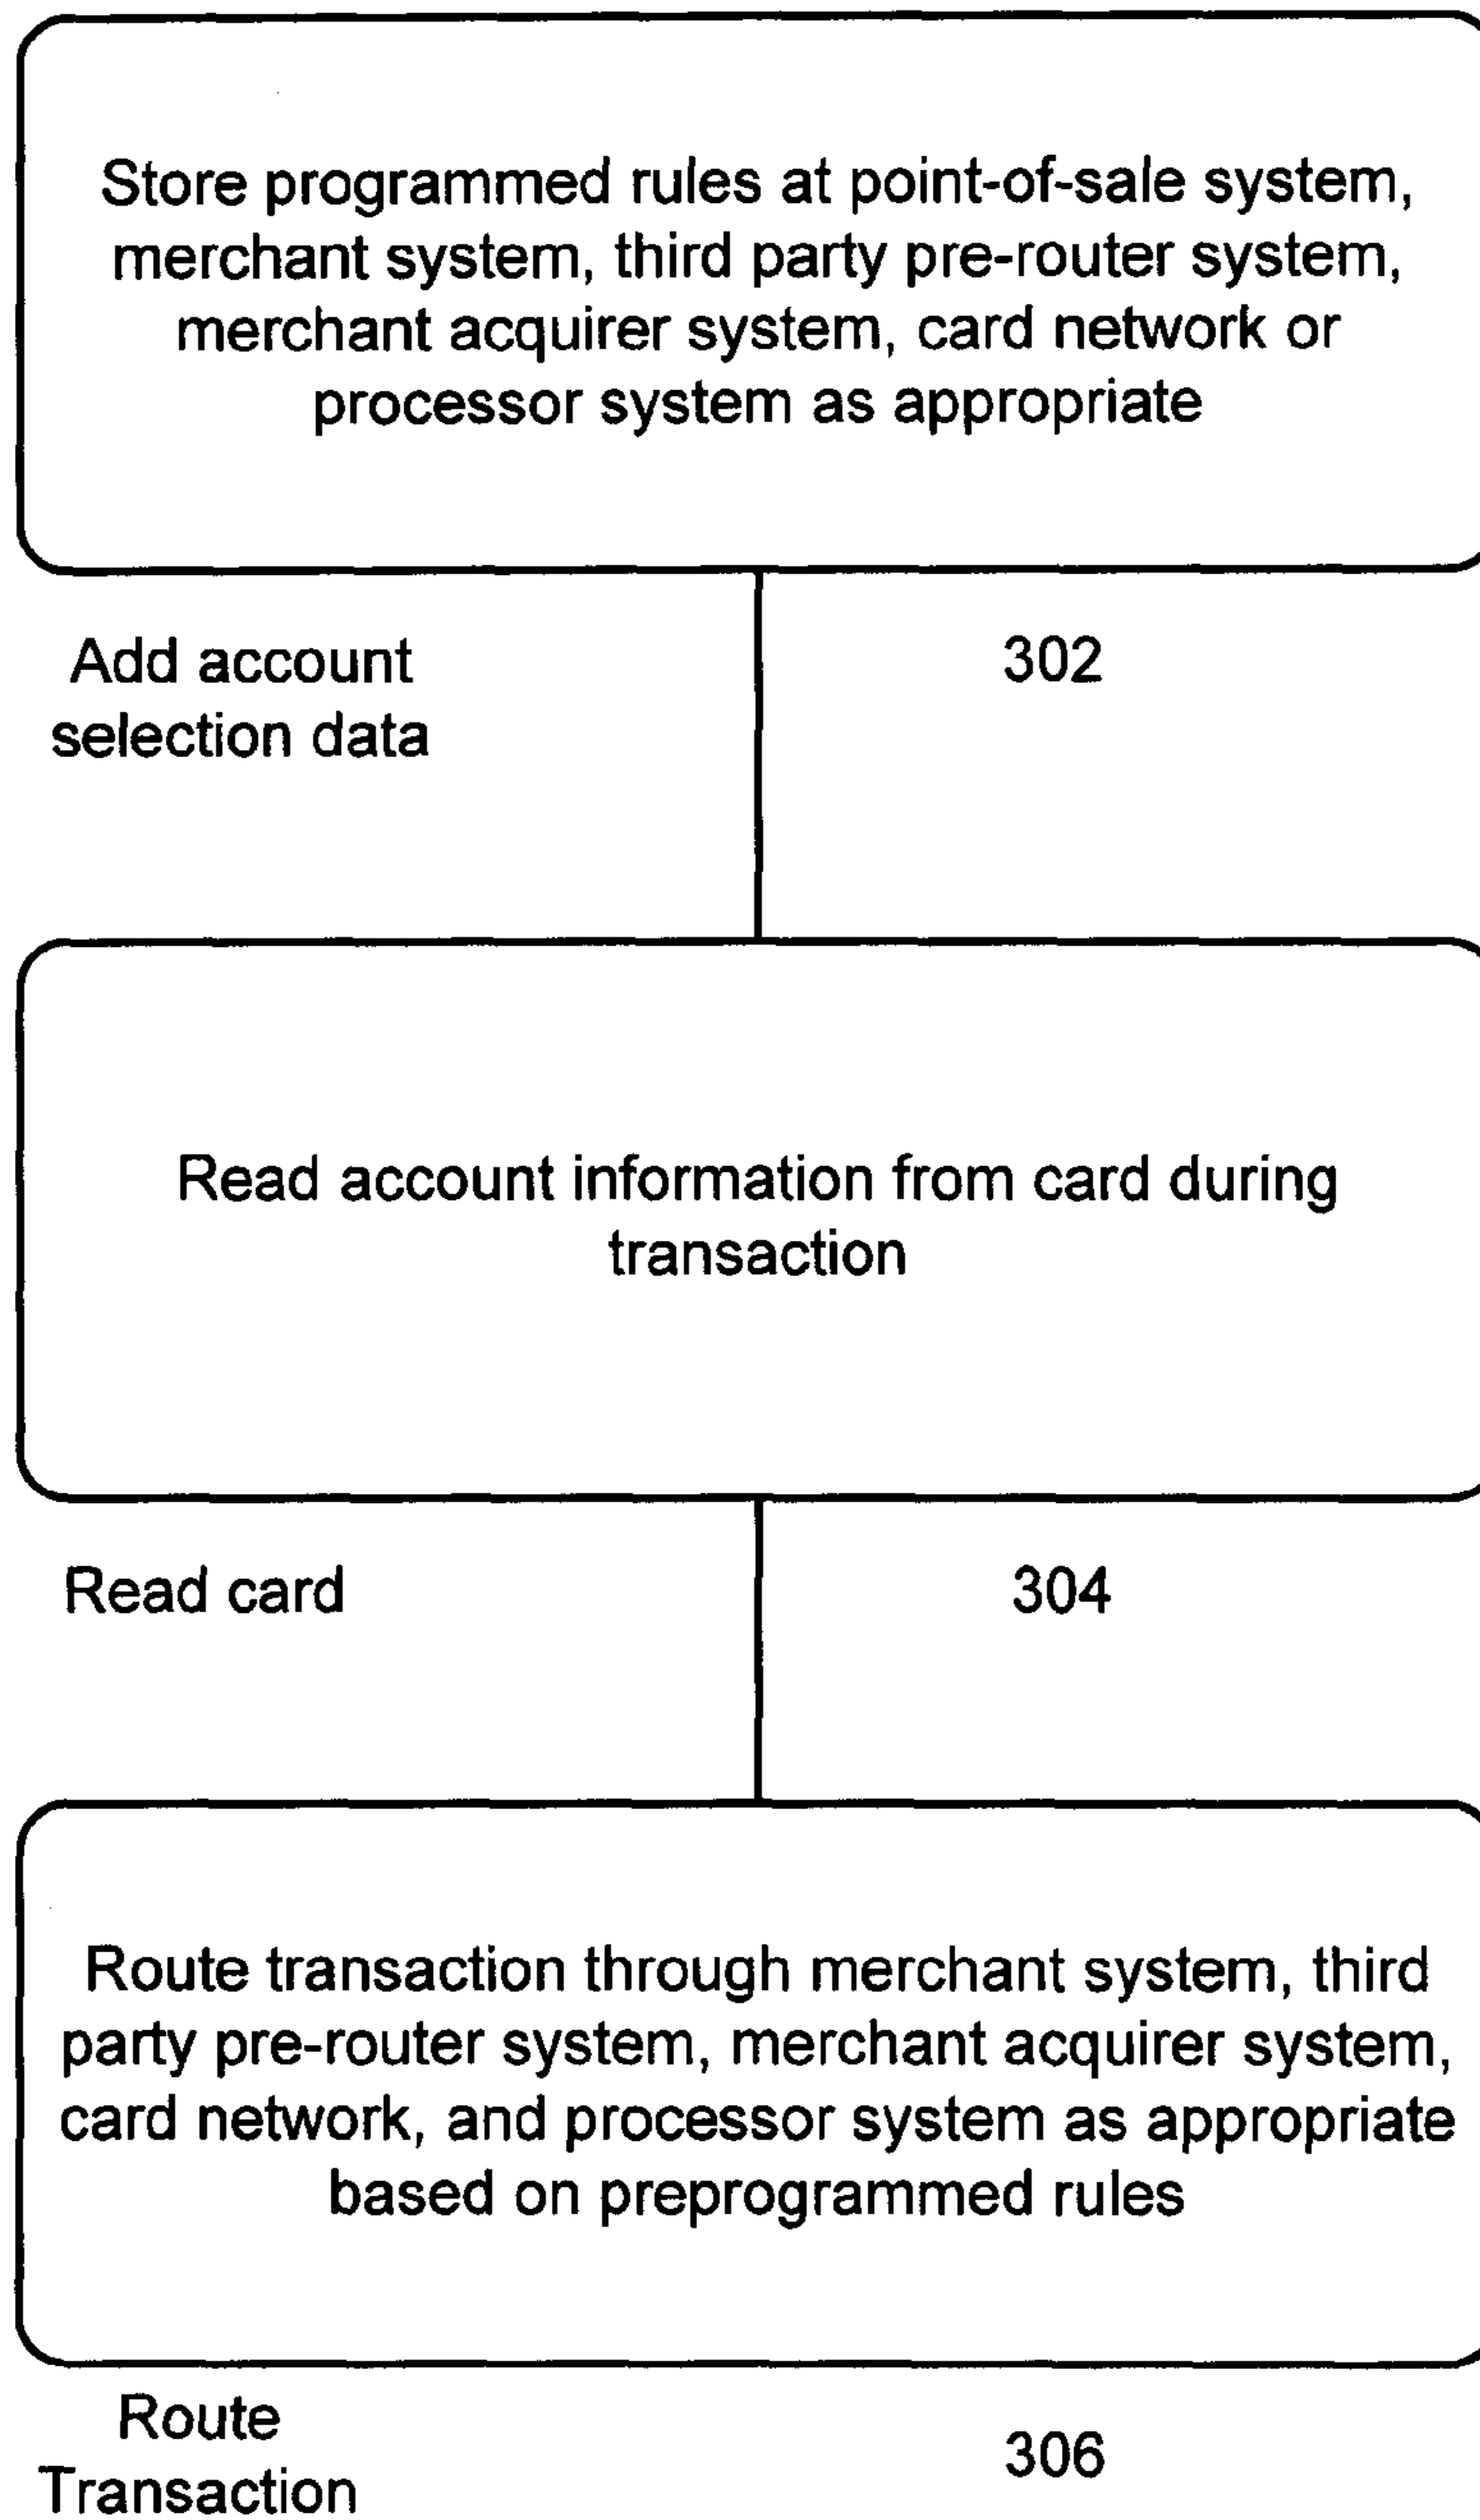 Store programmed rules at point-of-sale system,
merchant system, third party pre-router system,
merchant acquirer system, card network or
processor system as appropriate
Add account
selection data
302
Read account information from card during
transaction
Read card
304
Route transaction through merchant system, third
party pre-router system, merchant acquirer system,
card network, and processor system as appropriate
based on preprogrammed rules
Route
Transaction
306